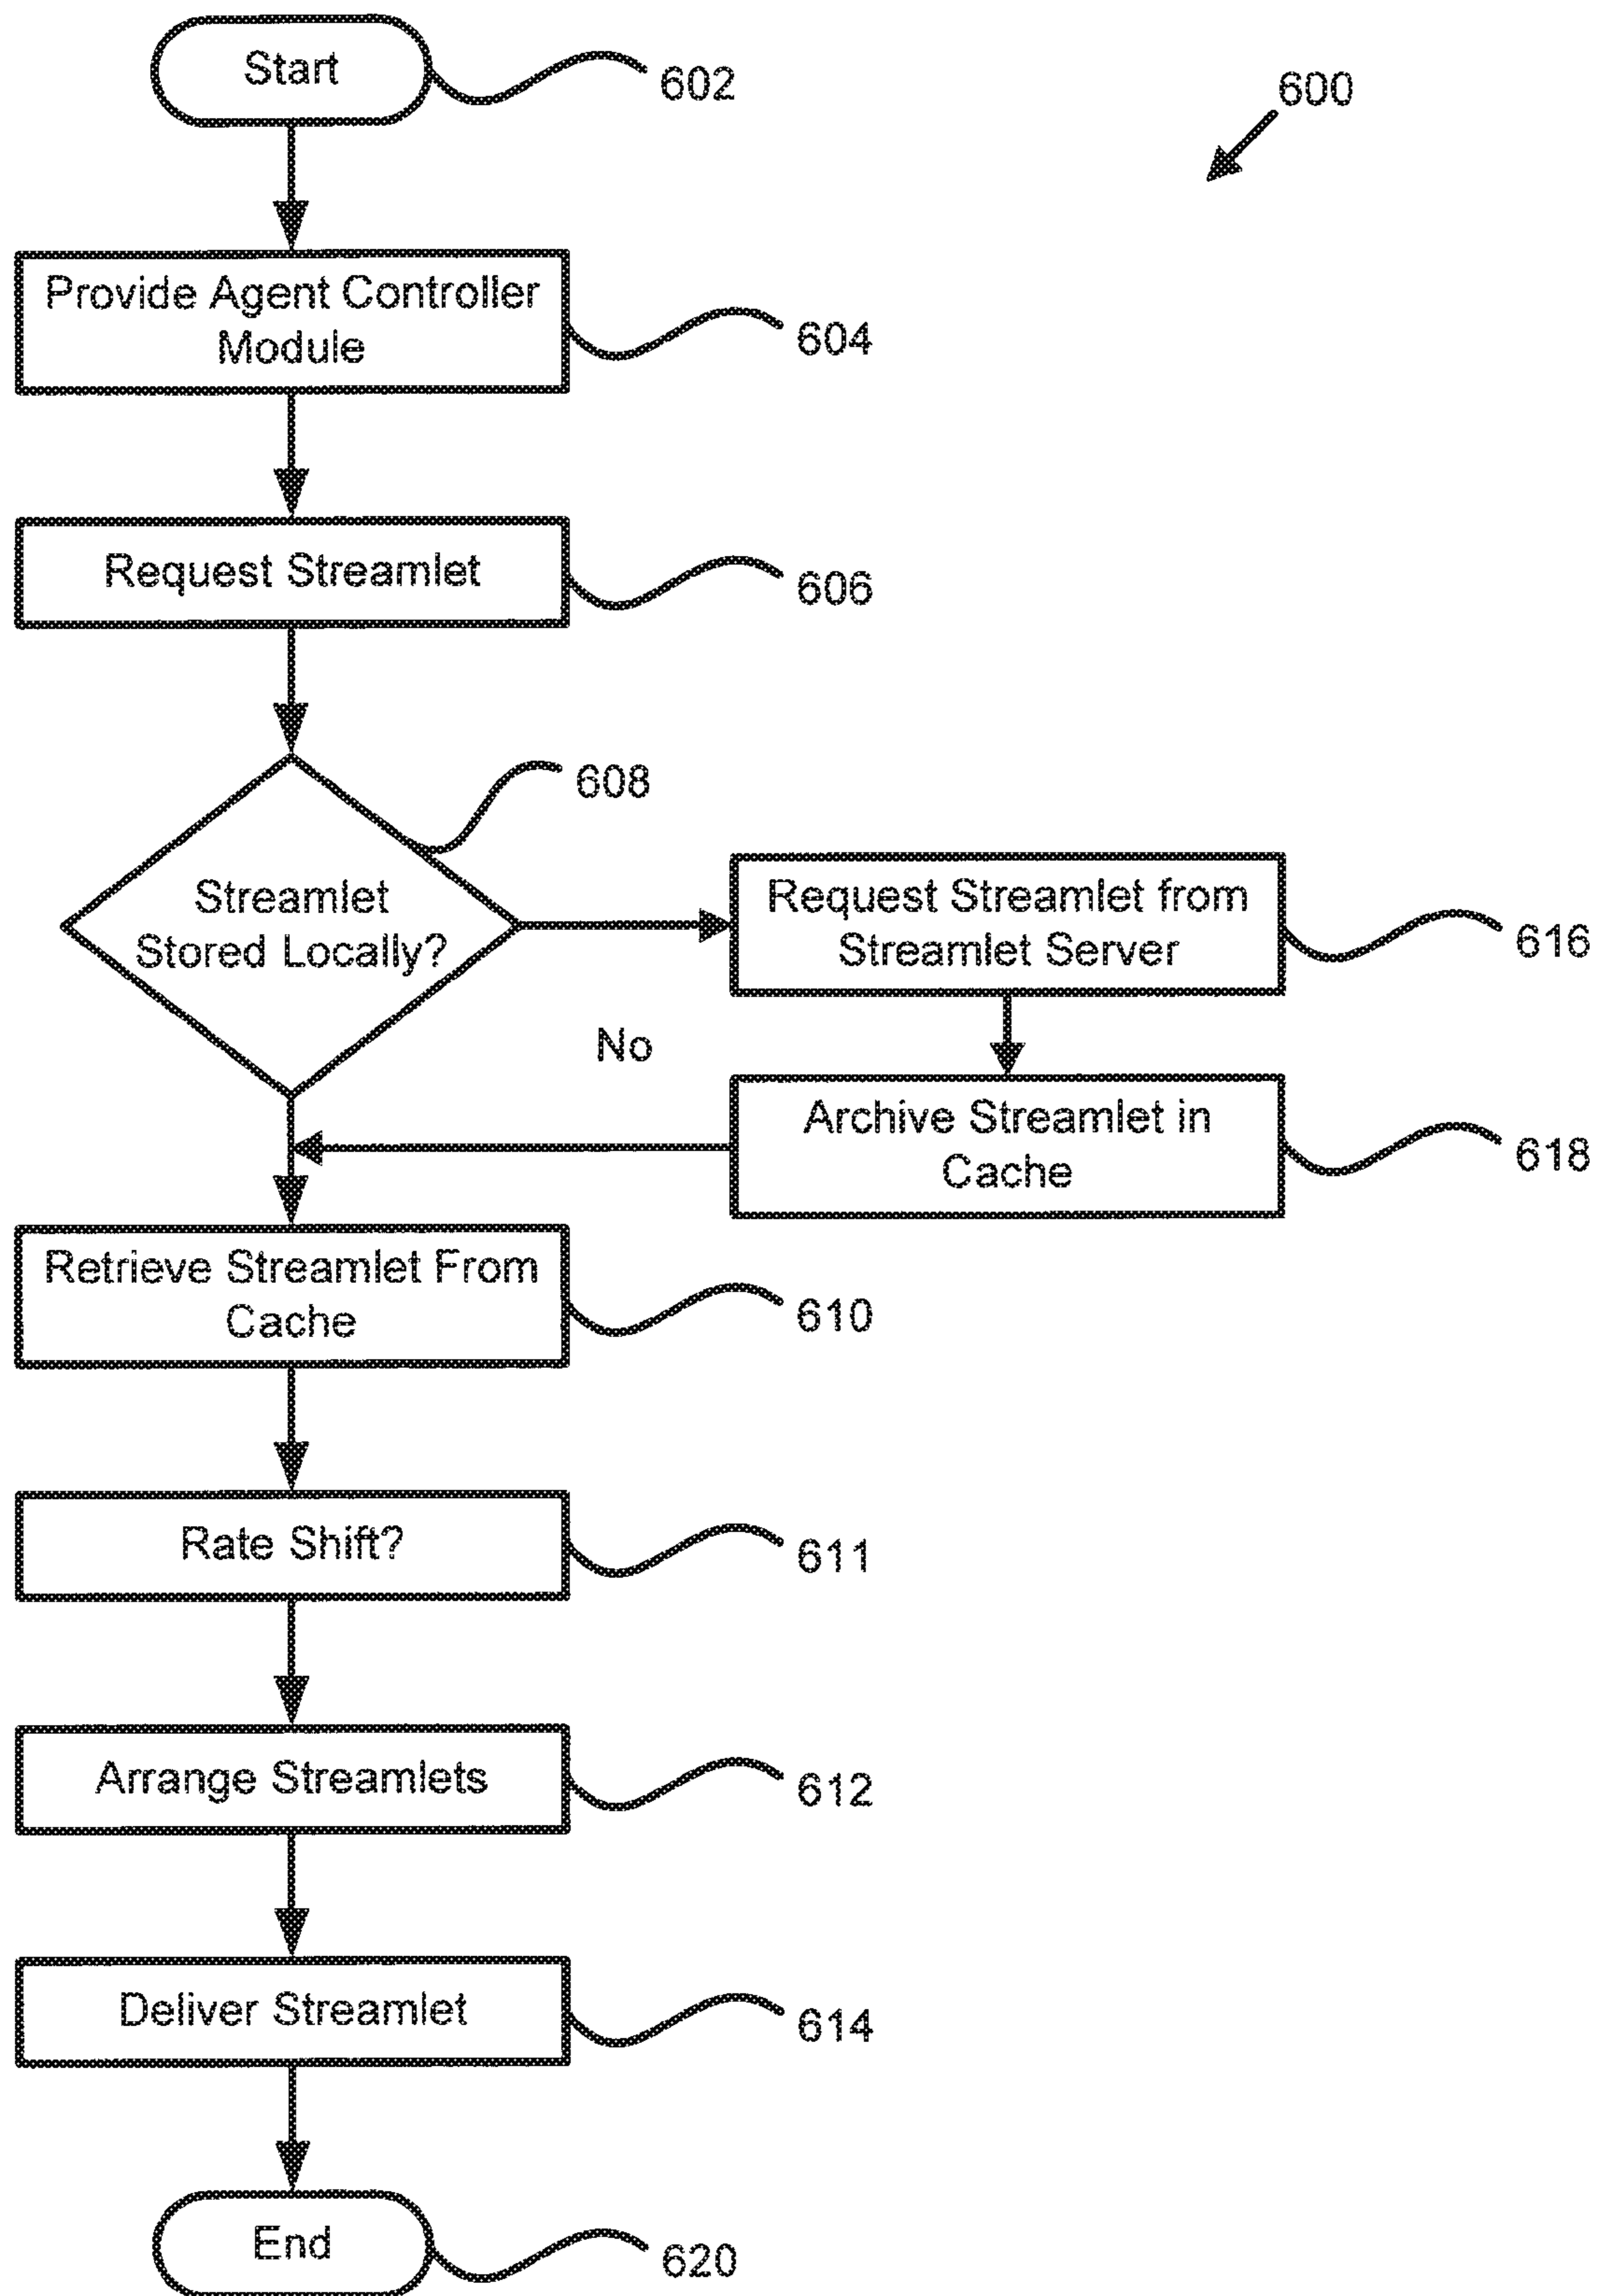 Start
602
600
Provide Agent Controller
Module
604
Request Streamlet
606
608
Streamlet
Stored Locally?
Request Streamlet from
Streamlet Server
616
No
Archive Streamlet in
Cache
618
Retrieve Streamlet From
Cache
610
Rate Shift?
611
Arrange Streamlets
612
Deliver Streamlet
614
End
620